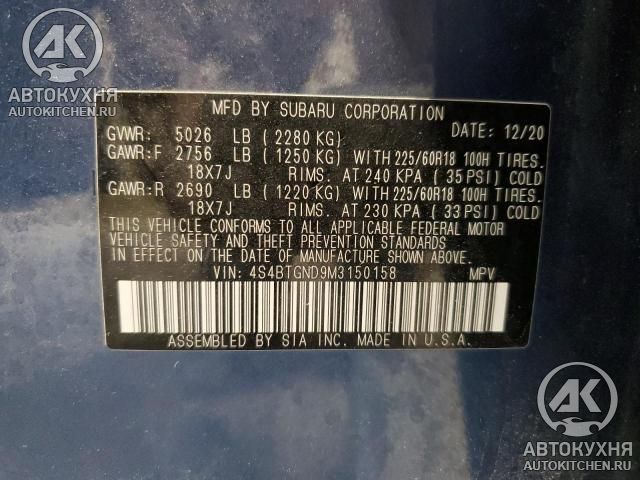 AK
АВТОКУХНЯ
AUTOKITCHEN.RU
MFD BY SUBARU CORPORATION
GVWR: 5026 LB ( 2280 KG) DATE: 12/20
GAWR:F 2756 LB ( 1250 KG) WITH 225/60R18 100H TIRES.
18X7J RIMS. AT 240 KPA ( 35 PSI) COLD
GAWR:R 2690 LB ( 1220 KG) WITH 225/60R18 100H TIRES.
18X7J RIMS. AT 230 KPA ( 33 PSI) COLD
THIS VEHICLE CONFORMS TO ALL APPLICABLE FEDERAL MOTOR
VEHICLE SAFETY AND THEFT PREVENTION STANDARDS
IN EFFECT ON THE DATE OF MANUFACTURE SHOWN ABOVE.
VIN: 4S4BTGND9M3150158 MPV
ASSEMBLED BY SIA INC. MADE IN U.S.A.
AK
АВТОКУХНЯ
AUTOKITCHEN.RU